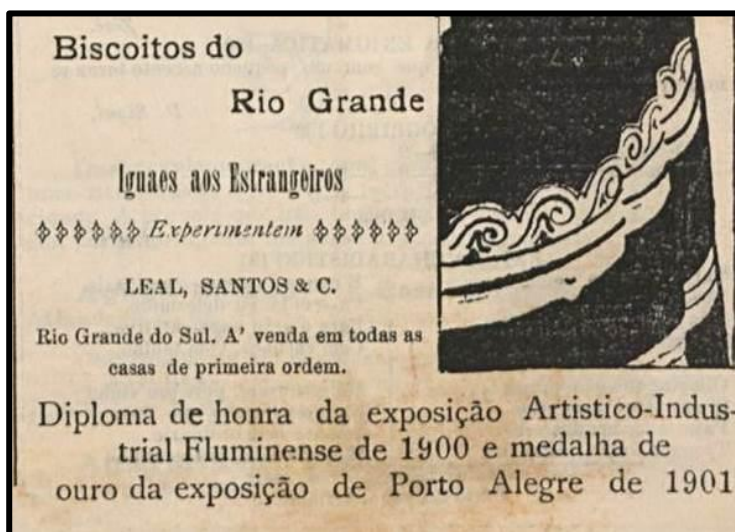 Biscoitos do
Rio Grande
Iguaes aos Estrangeiros
Experimentem
LEAL, SANTOS & C.
Rio Grande do Sul. A' venda em todas as
casas de primeira ordem.
Diploma de honra da exposição Artistico-Indus-
trial Fluminense de 1900 e medalha de
ouro da exposição de Porto Alegre de 1901